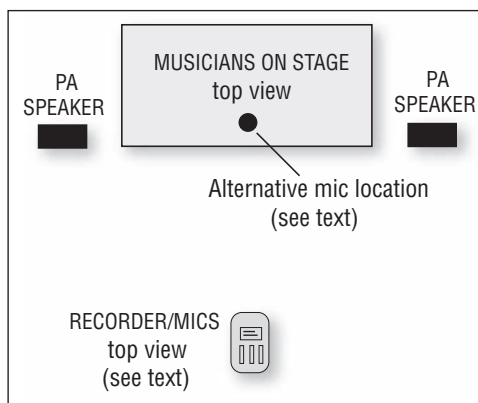 MUSICIANS ON STAGE
top view
PA
SPEAKER
PA
SPEAKER
Alternative mic location
(see text)
RECORDER/MICS
top view
(see text)